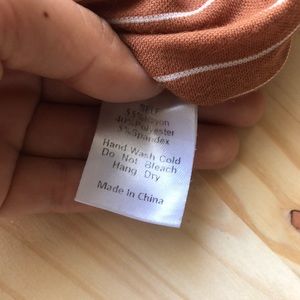 SELF
55%Rayon
40%Polyester
5%Spandex
Hand Wash Cold
Do Not Bleach
Hang Dry
Made In China